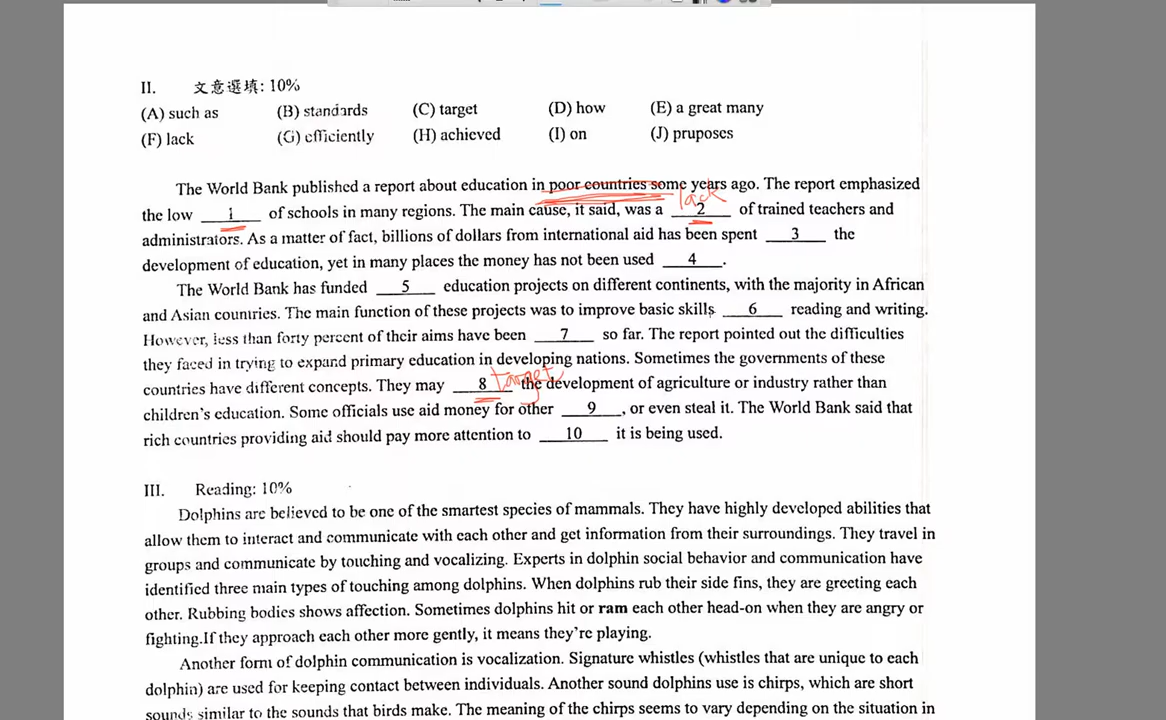 II. 文意選填: 10%
(A) such as (B) standards (C) target (D) how (E) a great many
(F) lack (G) efficiently (H) achieved (I) on (J) pruposes
The World Bank published a report about education in poor countries some years ago. The report emphasized
lack
the low 1 of schools in many regions. The main cause, it said, was a 2 of trained teachers and
administrators. As a matter of fact, billions of dollars from international aid has been spent 3 the
development of education, yet in many places the money has not been used 4 .
The World Bank has funded 5 education projects on different continents, with the majority in African
and Asian countries. The main function of these projects was to improve basic skills 6 reading and writing.
However, less than forty percent of their aims have been 7 so far. The report pointed out the difficulties
they faced in trying to expand primary education in developing nations. Sometimes the governments of these
target
countries have different concepts. They may 8 the development of agriculture or industry rather than
children's education. Some officials use aid money for other 9 , or even steal it. The World Bank said that
rich countries providing aid should pay more attention to 10 it is being used.
III. Reading: 10%
Dolphins are believed to be one of the smartest species of mammals. They have highly developed abilities that
allow them to interact and communicate with each other and get information from their surroundings. They travel in
groups and communicate by touching and vocalizing. Experts in dolphin social behavior and communication have
identified three main types of touching among dolphins. When dolphins rub their side fins, they are greeting each
other. Rubbing bodies shows affection. Sometimes dolphins hit or ram each other head-on when they are angry or
fighting.If they approach each other more gently, it means they're playing.
Another form of dolphin communication is vocalization. Signature whistles (whistles that are unique to each
dolphin) are used for keeping contact between individuals. Another sound dolphins use is chirps, which are short
sounds similar to the sounds that birds make. The meaning of the chirps seems to vary depending on the situation in